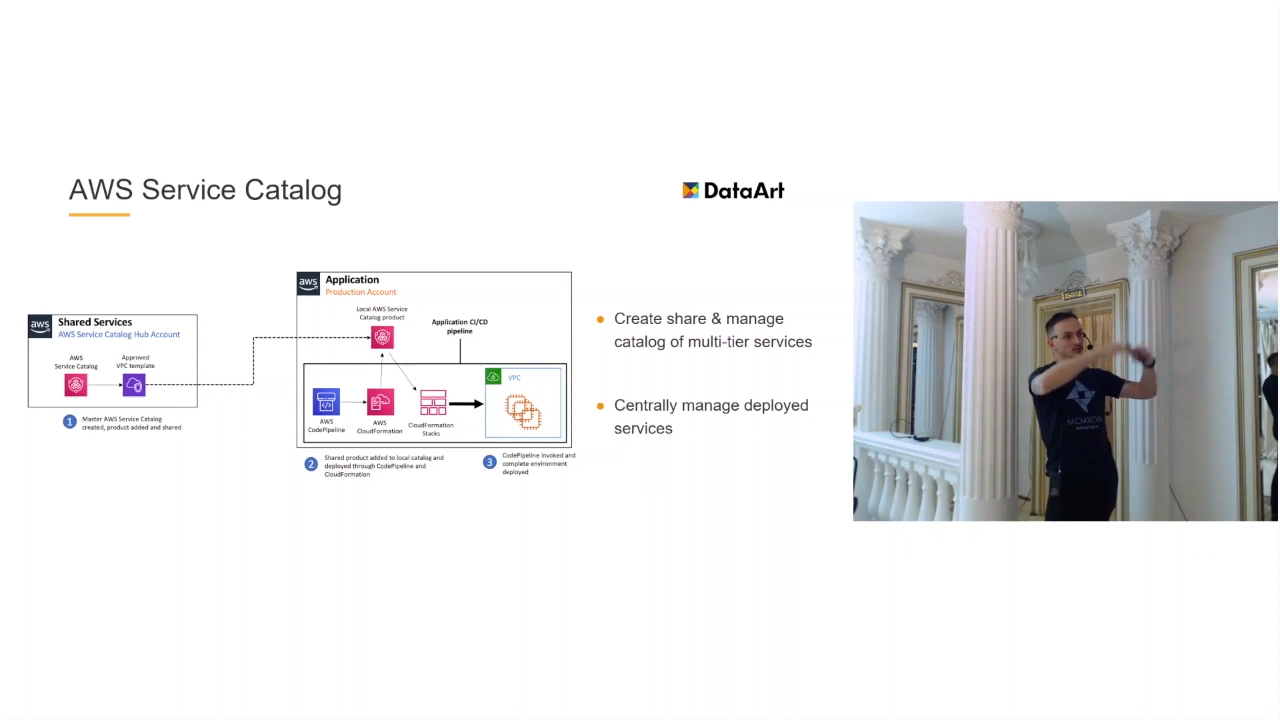 AWS Service Catalog
DataArt
aws
Shared Services
AWS Service Catalog Hub Account
AWS
Service Catalog
Approved
VPC template
1
Master AWS Service Catalog
created, product added and shared
aws
Application
Production Account
Local AWS Service
Catalog product
Application CI/CD
pipeline
AWS
CodePipeline
AWS
CloudFormation
CloudFormation
Stacks
VPC
2
Shared product added to local catalog and
deployed through CodePipeline and
CloudFormation
3
CodePipeline invoked and
complete environment
deployed
Create share & manage
catalog of multi-tier services
Centrally manage deployed
services